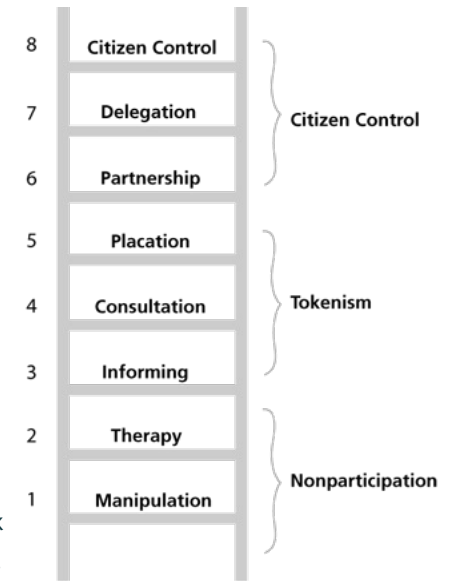 8 Citizen Control
7 Delegation
Citizen Control
6 Partnership
5 Placation
4 Consultation
Tokenism
3 Informing
2 Therapy
Nonparticipation
1 Manipulation